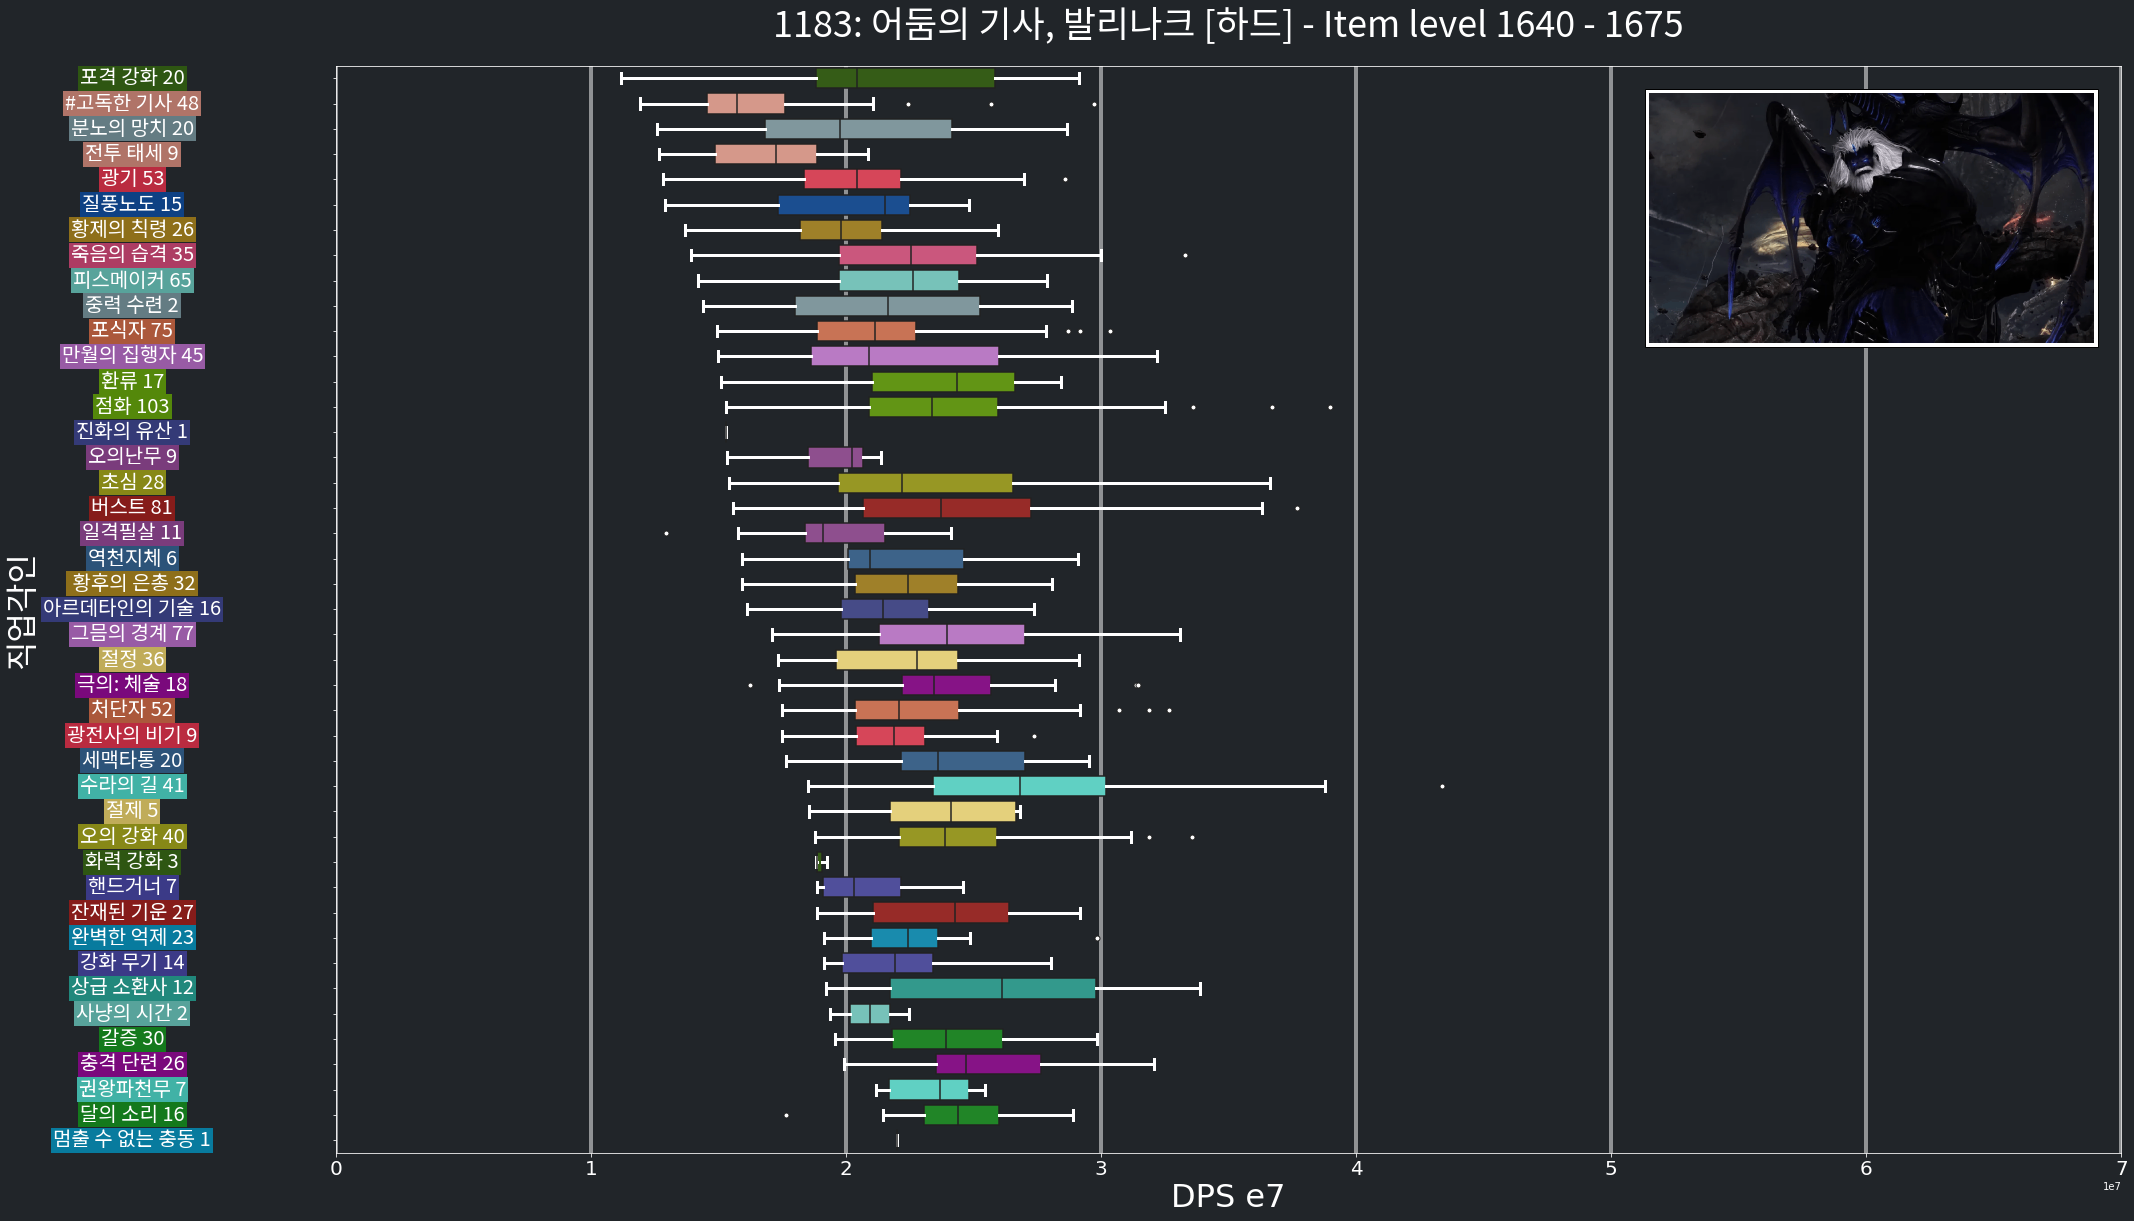 1183: 어둠의 기사, 발리나크 [하드] - Item level 1640 - 1675
직업각인
포격 강화 20
#고독한 기사 48
분노의 망치 20
전투 태세 9
광기 53
질풍노도 15
황제의 칙령 26
죽음의 습격 35
피스메이커 65
중력 수련 2
포식자 75
만월의 집행자 45
환류 17
점화 103
진화의 유산 1
오의난무 9
초심 28
버스트 81
일격필살 11
역천지체 6
황후의 은총 32
아르데타인의 기술 16
그믐의 경계 77
절정 36
극의: 체술 18
처단자 52
광전사의 비기 9
세맥타통 20
수라의 길 41
절제 5
오의 강화 40
화력 강화 3
핸드거너 7
잔재된 기운 27
완벽한 억제 23
강화 무기 14
상급 소환사 12
사냥의 시간 2
갈증 30
충격 단련 26
권왕파천무 7
달의 소리 16
멈출 수 없는 충동 1
0 1 2 3 4 5 6 7
1e7
DPS e7